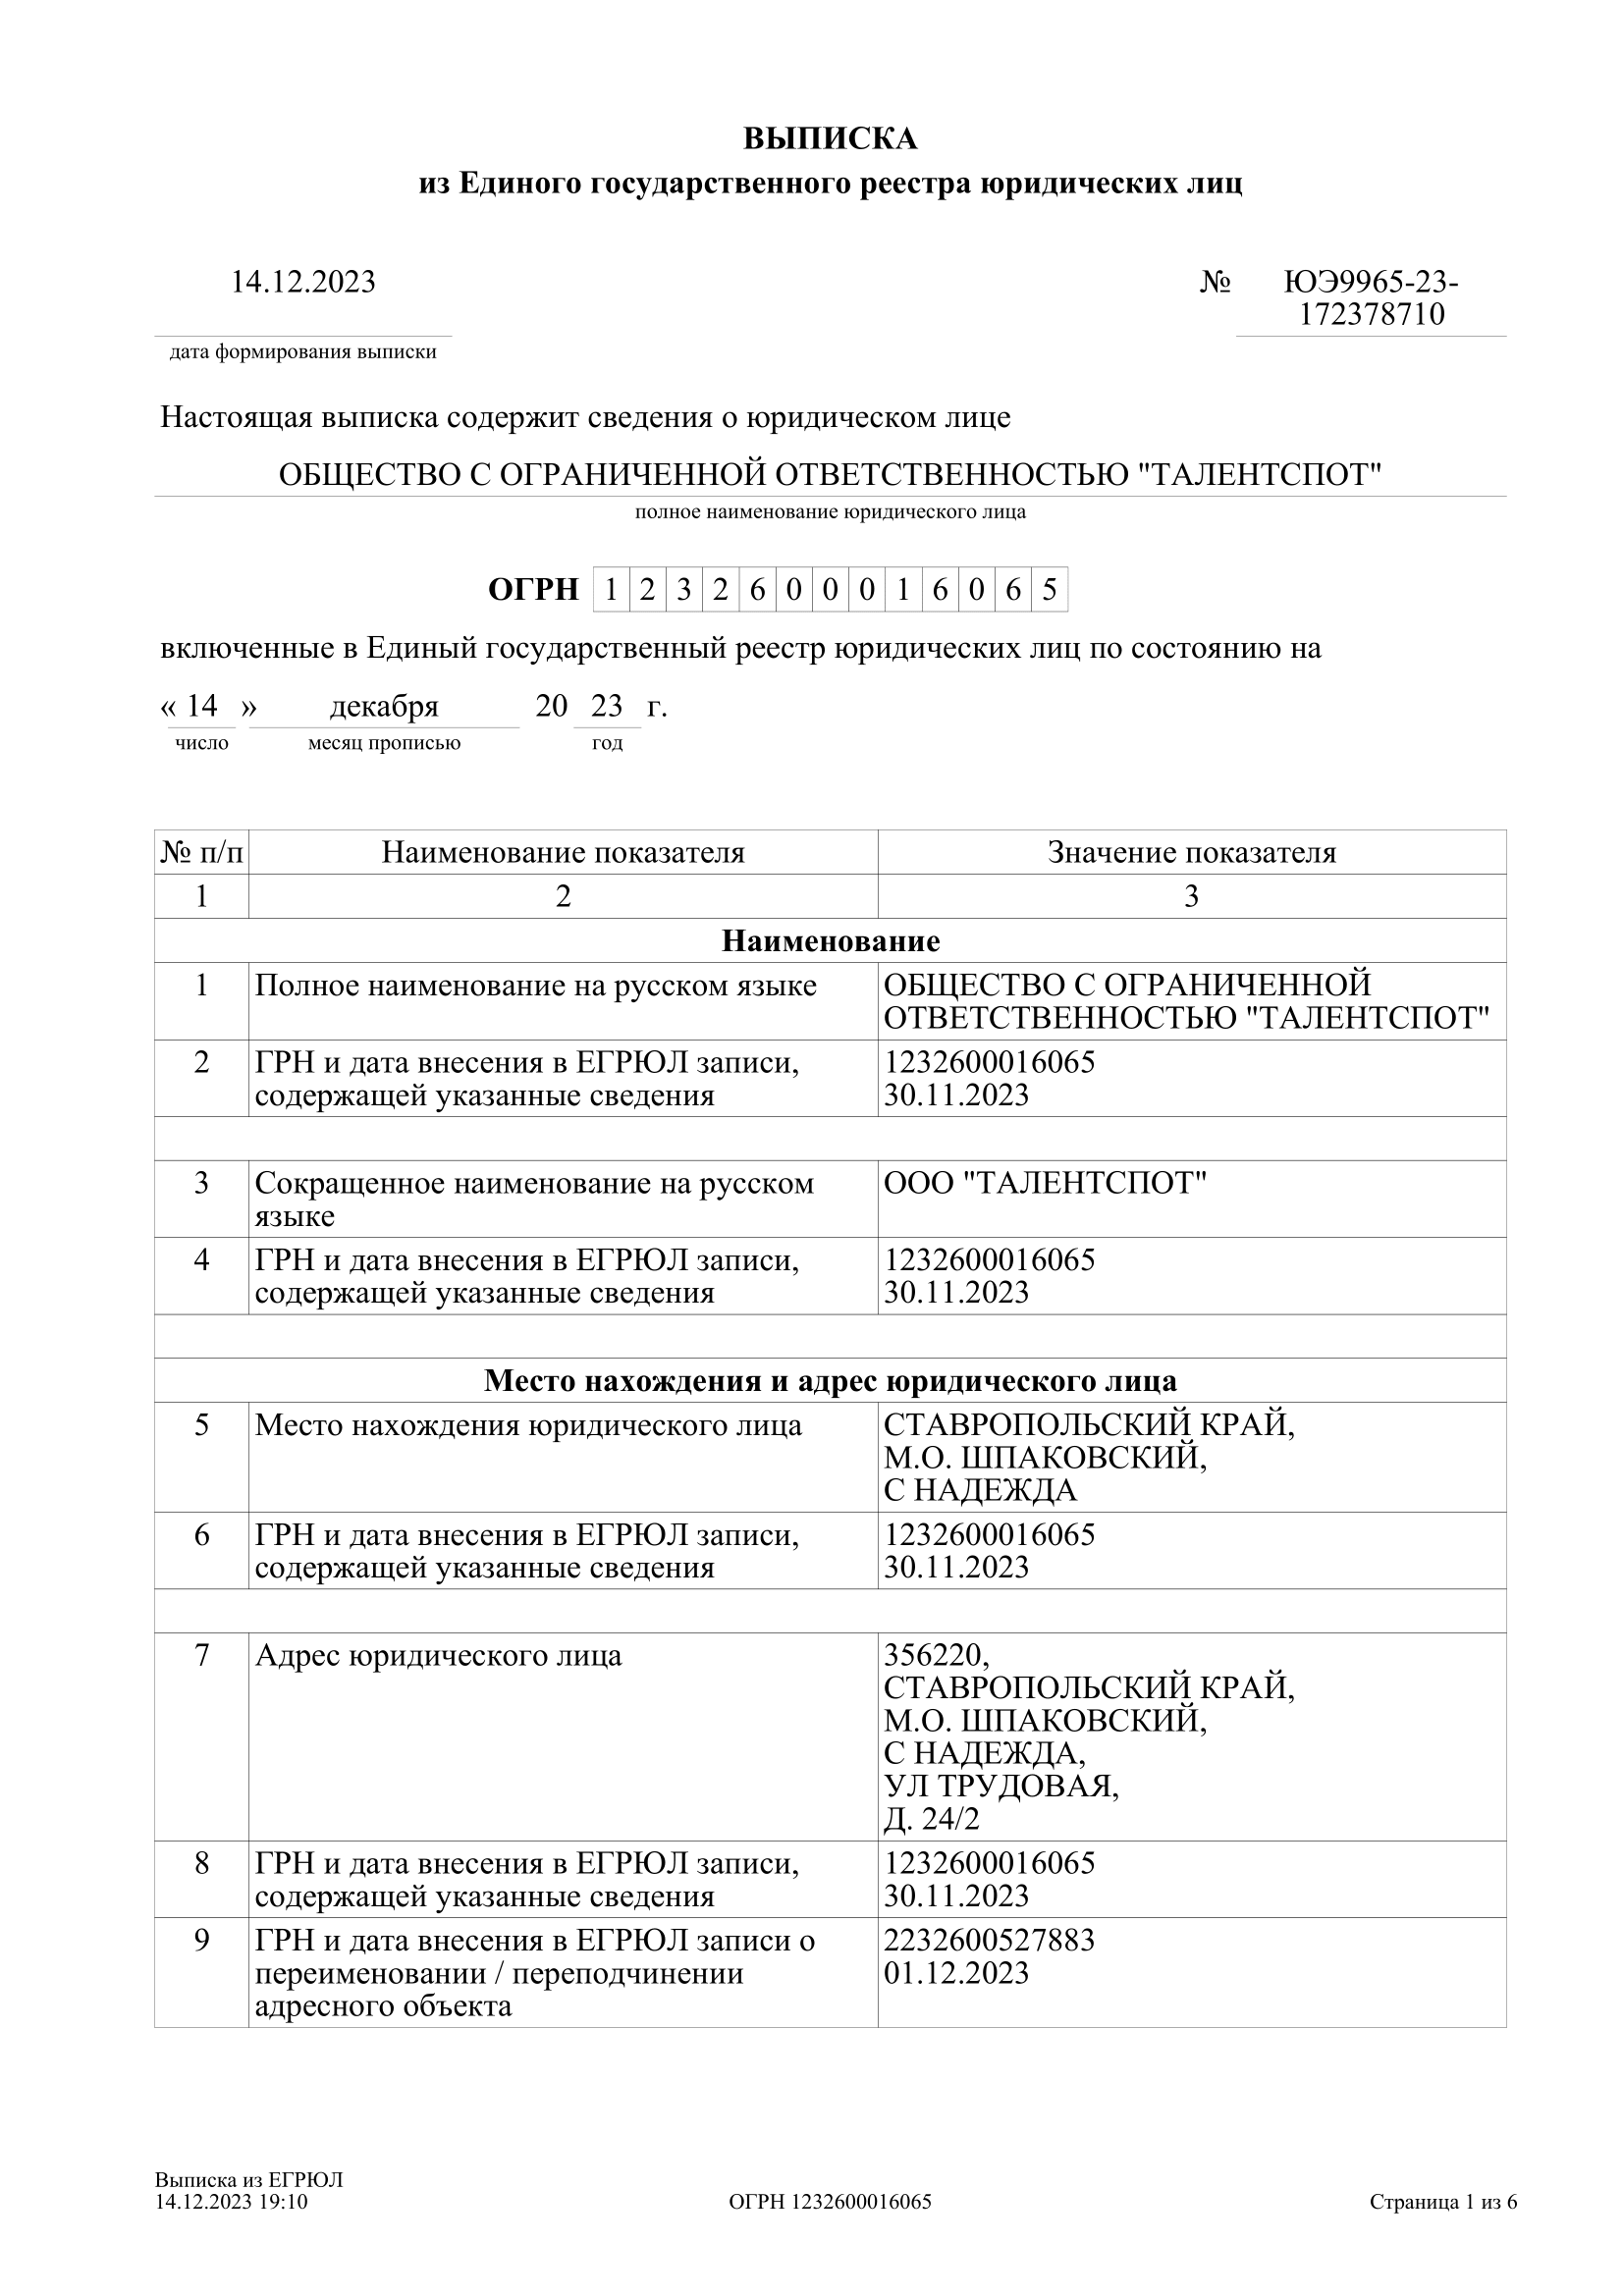 ВЫПИСКА
из Единого государственного реестра юридических лиц
14.12.2023 № ЮЭ9965-23-
172378710
дата формирования выписки
Настоящая выписка содержит сведения о юридическом лице
ОБЩЕСТВО С ОГРАНИЧЕННОЙ ОТВЕТСТВЕННОСТЬЮ "ТАЛЕНТСПОТ"
полное наименование юридического лица
ОГРН 1 2 3 2 6 0 0 0 1 6 0 6 5
включенные в Единый государственный реестр юридических лиц по состоянию на
« 14 » декабря 20 23 г.
число месяц прописью год
№ п/п Наименование показателя Значение показателя
1 2 3
Наименование
1 Полное наименование на русском языке ОБЩЕСТВО С ОГРАНИЧЕННОЙ
ОТВЕТСТВЕННОСТЬЮ "ТАЛЕНТСПОТ"
2 ГРН и дата внесения в ЕГРЮЛ записи, 1232600016065
содержащей указанные сведения 30.11.2023
3 Сокращенное наименование на русском ООО "ТАЛЕНТСПОТ"
языке
4 ГРН и дата внесения в ЕГРЮЛ записи, 1232600016065
содержащей указанные сведения 30.11.2023
Место нахождения и адрес юридического лица
5 Место нахождения юридического лица СТАВРОПОЛЬСКИЙ КРАЙ,
М.О. ШПАКОВСКИЙ,
С НАДЕЖДА
6 ГРН и дата внесения в ЕГРЮЛ записи, 1232600016065
содержащей указанные сведения 30.11.2023
7 Адрес юридического лица 356220,
СТАВРОПОЛЬСКИЙ КРАЙ,
М.О. ШПАКОВСКИЙ,
С НАДЕЖДА,
УЛ ТРУДОВАЯ,
Д. 24/2
8 ГРН и дата внесения в ЕГРЮЛ записи, 1232600016065
содержащей указанные сведения 30.11.2023
9 ГРН и дата внесения в ЕГРЮЛ записи о 2232600527883
переименовании / переподчинении 01.12.2023
адресного объекта
Выписка из ЕГРЮЛ
14.12.2023 19:10 ОГРН 1232600016065 Страница 1 из 6